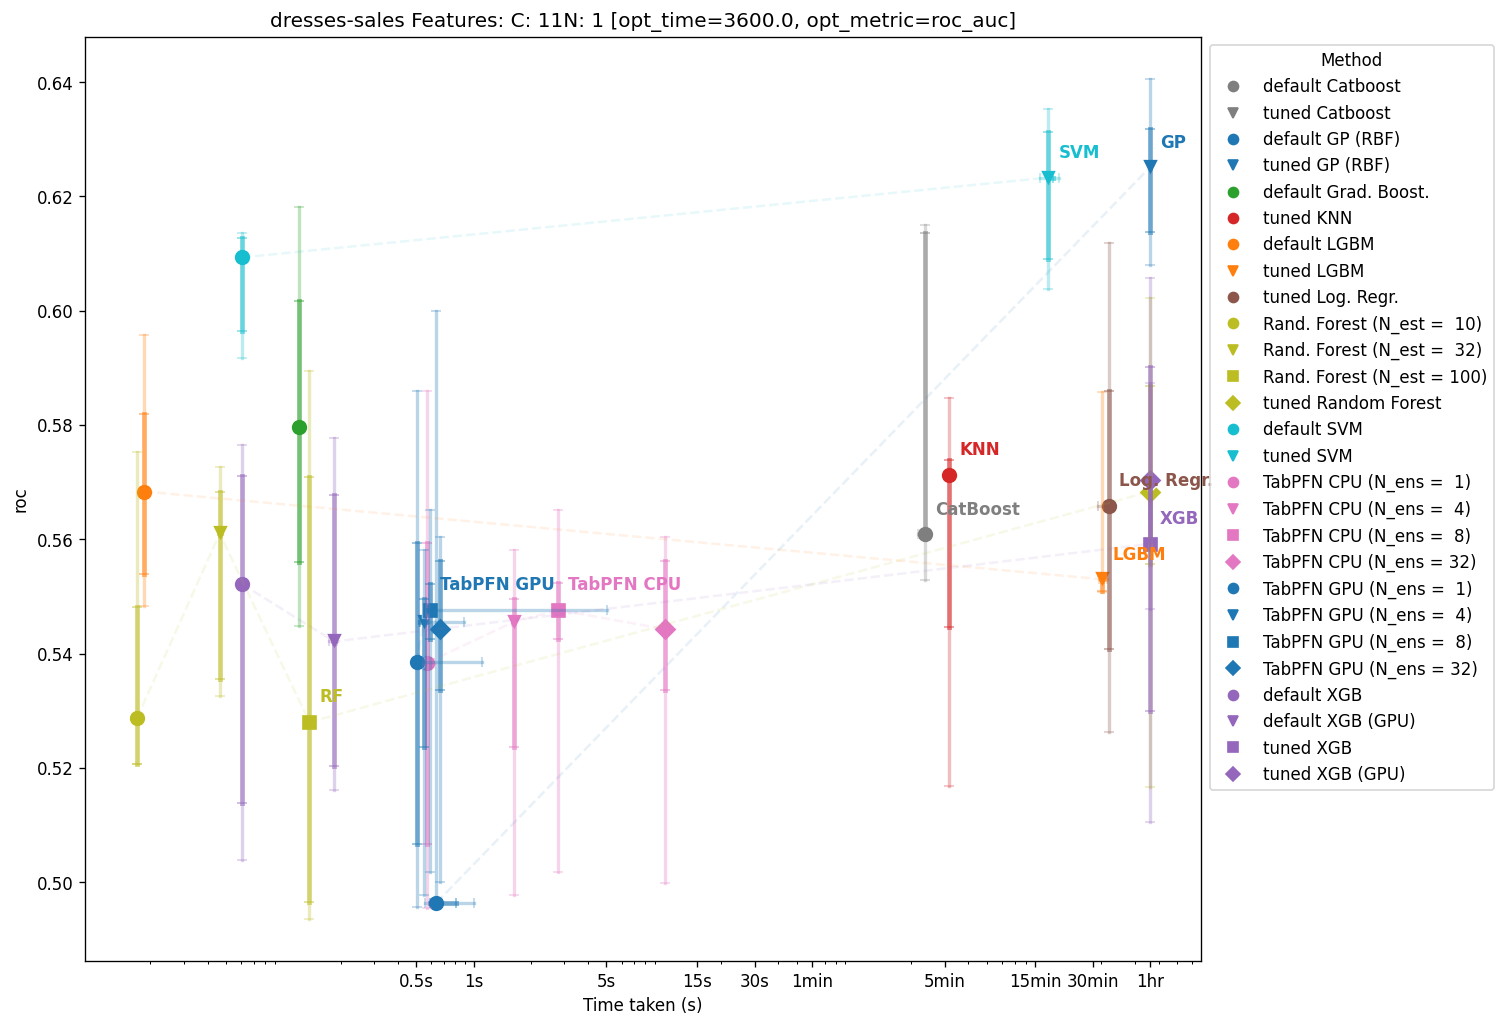 dresses-sales Features: C: 11N: 1 [opt_time=3600.0, opt_metric=roc_auc]
roc
0.64
0.62
0.60
0.58
0.56
0.54
0.52
0.50
GP
SVM
KNN
CatBoost
Log. Regr.
XGB
LGBM
TabPFN GPU
TabPFN CPU
RF
0.5s
1s
5s
15s
30s
1min
5min
15min
30min
1hr
Time taken (s)
Method
default Catboost
tuned Catboost
default GP (RBF)
tuned GP (RBF)
default Grad. Boost.
tuned KNN
default LGBM
tuned LGBM
tuned Log. Regr.
Rand. Forest (N_est =  10)
Rand. Forest (N_est =  32)
Rand. Forest (N_est = 100)
tuned Random Forest
default SVM
tuned SVM
TabPFN CPU (N_ens =  1)
TabPFN CPU (N_ens =  4)
TabPFN CPU (N_ens =  8)
TabPFN CPU (N_ens = 32)
TabPFN GPU (N_ens =  1)
TabPFN GPU (N_ens =  4)
TabPFN GPU (N_ens =  8)
TabPFN GPU (N_ens = 32)
default XGB
default XGB (GPU)
tuned XGB
tuned XGB (GPU)